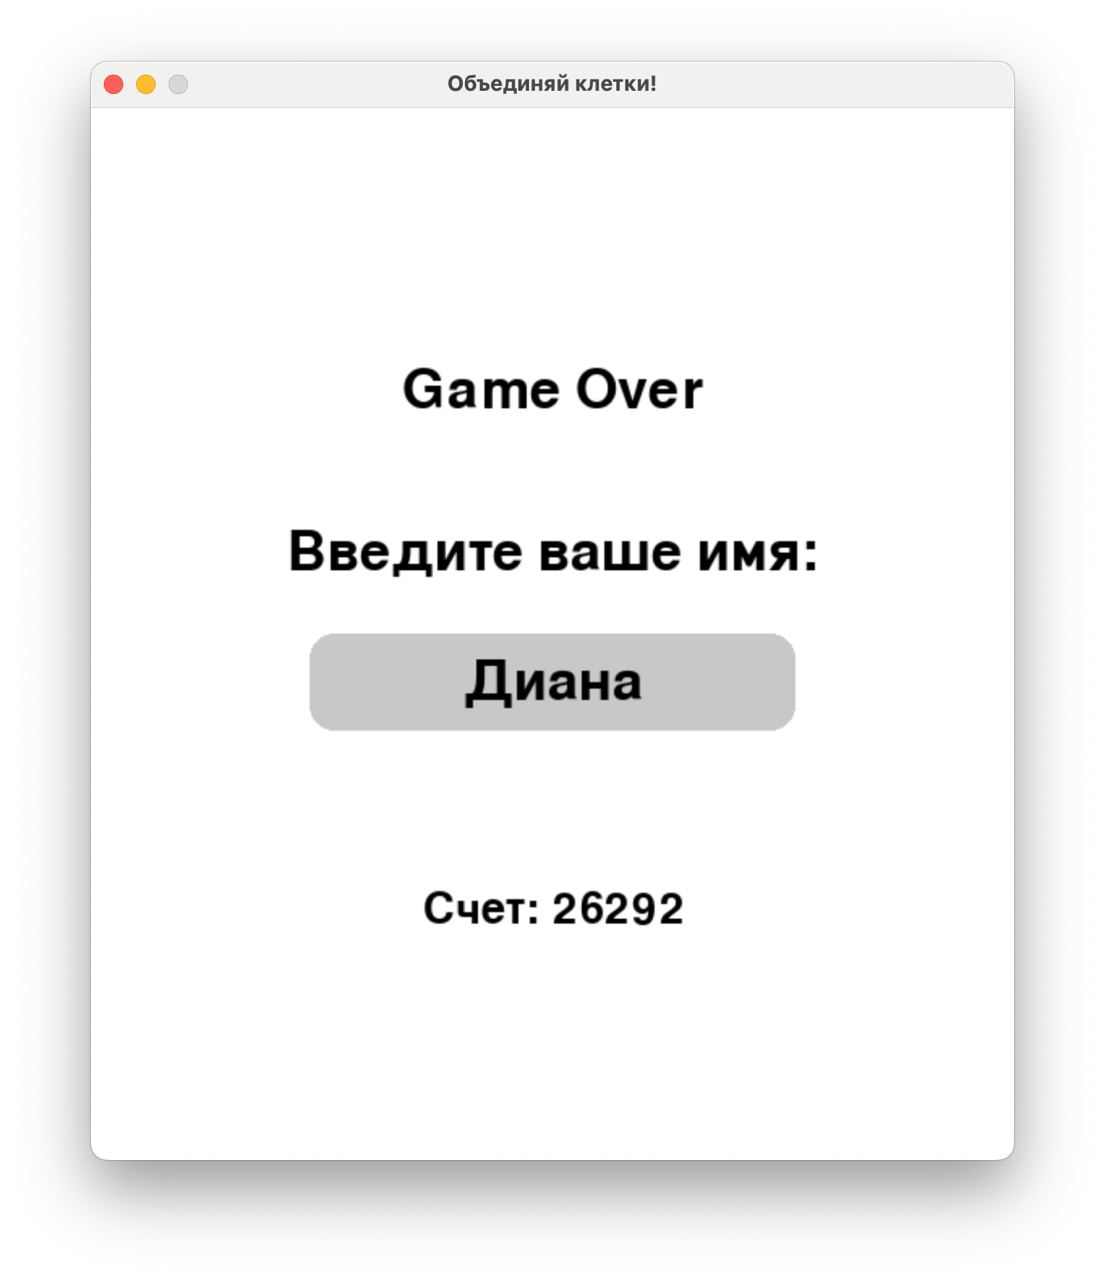 Объединяй клетки!
Game Over
Введите ваше имя:
Диана
Счет: 26292